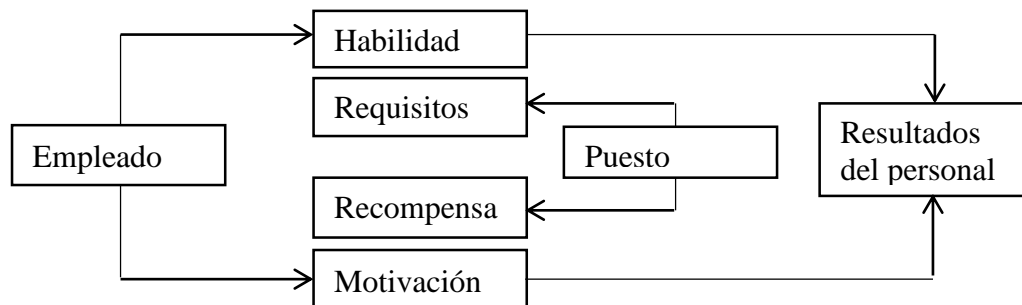 Habilidad
Requisitos
Empleado
Puesto
Resultados
del personal
Recompensa
Motivación